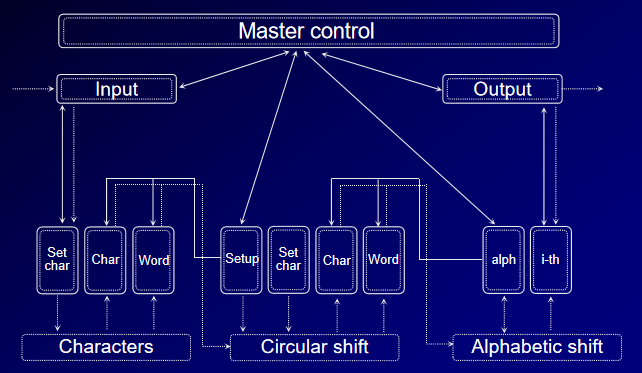 Master control
Input
Output
Set
char
Char
Word
Setup
Set
char
Char
Word
alph
i-th
Characters
Circular shift
Alphabetic shift